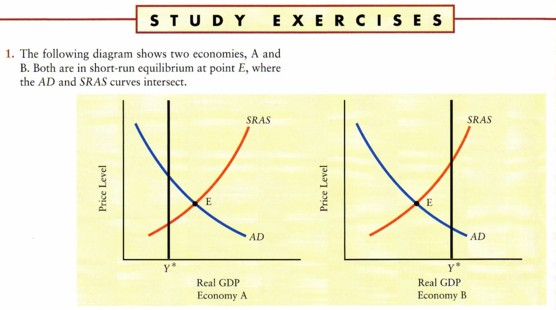 STUDY EXERCISES
1. The following diagram shows two economies, A and
B. Both are in short-run equilibrium at point E, where
the AD and SRAS curves intersect.
SRAS
Price Level
E
AD
Y*
Real GDP
Economy A
SRAS
Price Level
E
AD
Y*
Real GDP
Economy B